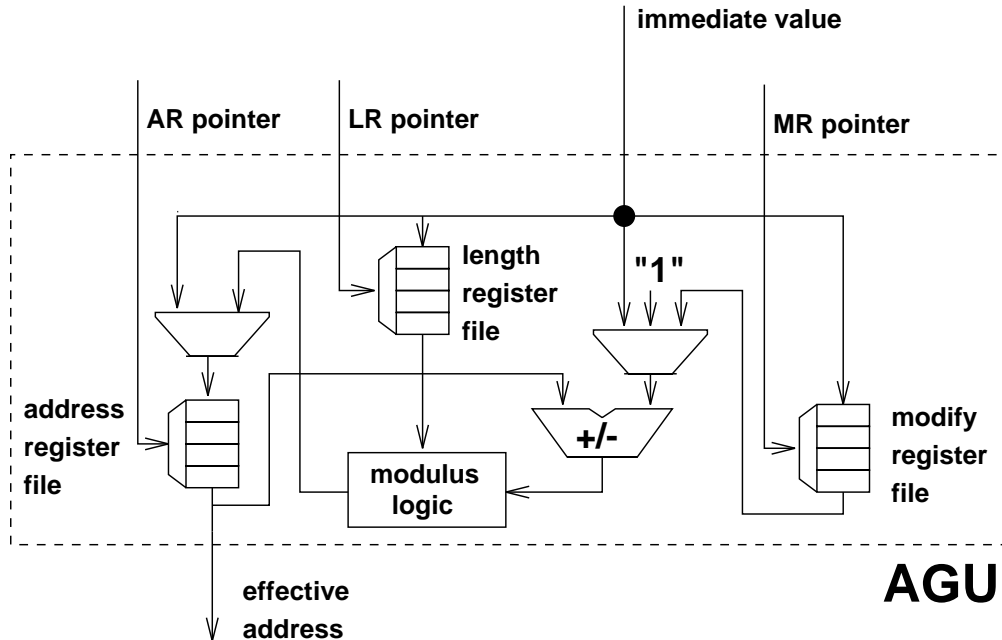 immediate value
AR pointer
LR pointer
MR pointer
length
register
file
"1"
address
register
file
+/-
modulus
logic
modify
register
file
effective
address
AGU